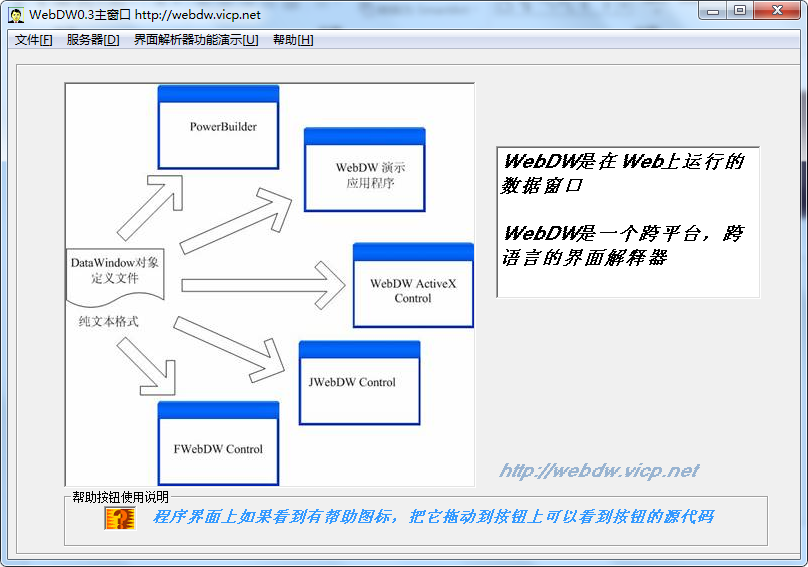 WebDW0.3主窗口 http://webdw.vicp.net
文件[F] 服务器[D] 界面解析器功能演示[U] 帮助[H]
PowerBuilder
WebDW 演示
应用程序
DataWindow对象
定义文件
纯文本格式
WebDW ActiveX
Control
JWebDW Control
FWebDW Control
WebDW是在 Web上运行的
数据窗口
WebDW是一个跨平台，跨
语言的界面解释器
http://webdw.vicp.net
帮助按钮使用说明
程序界面上如果看到有帮助图标，把它拖动到按钮上可以看到按钮的源代码